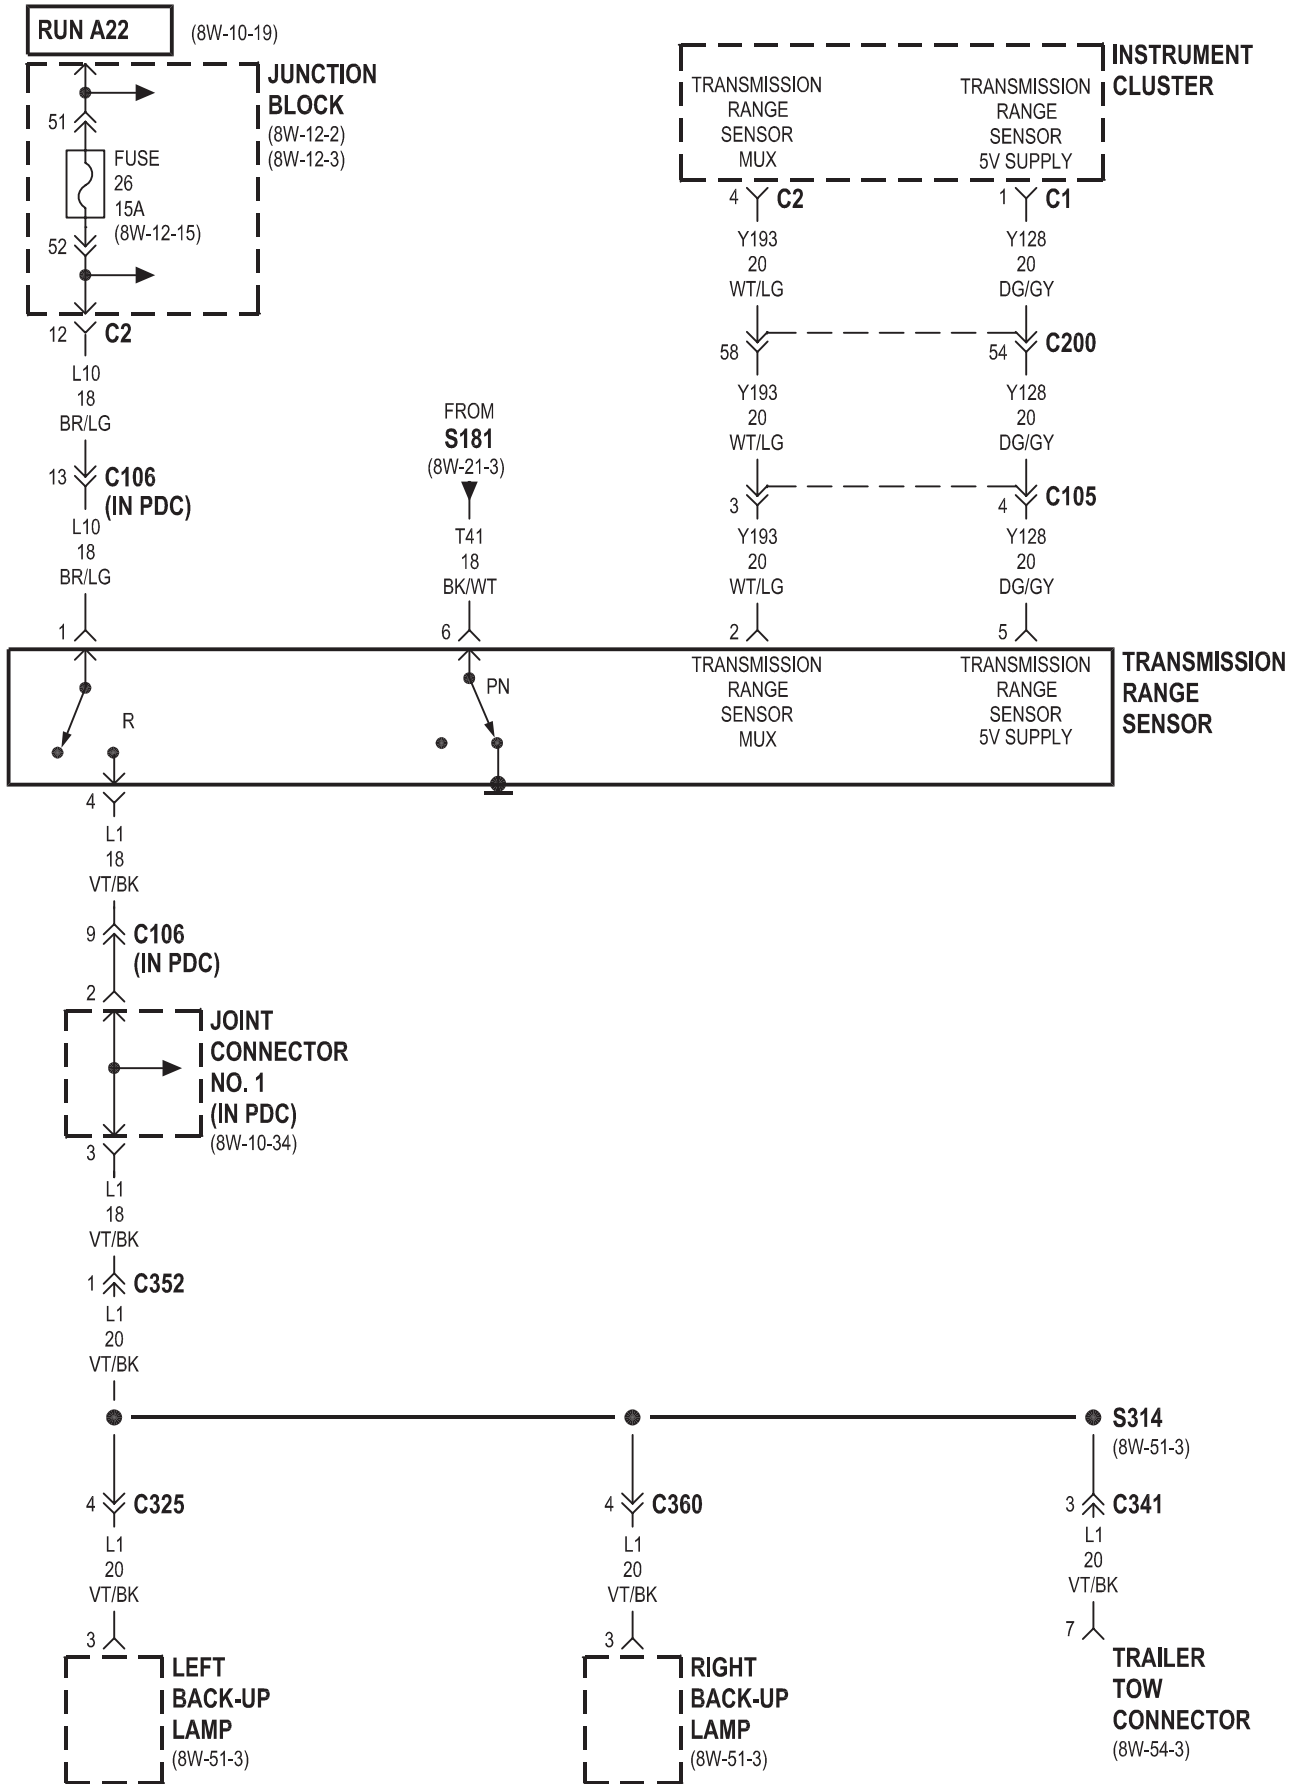 RUN A22
(8W-10-19)
JUNCTION
BLOCK
(8W-12-2)
(8W-12-3)
51
FUSE
26
15A
(8W-12-15)
52
12
C2
L10
18
BR/LG
13
C106
(IN PDC)
L10
18
BR/LG
1
FROM
S181
(8W-21-3)
T41
18
BK/WT
6
INSTRUMENT
CLUSTER
TRANSMISSION
RANGE
SENSOR
MUX
TRANSMISSION
RANGE
SENSOR
5V SUPPLY
4
C2
1
C1
Y193
20
WT/LG
Y128
20
DG/GY
58
54
C200
Y193
20
WT/LG
Y128
20
DG/GY
3
4
C105
Y193
20
WT/LG
Y128
20
DG/GY
2
5
R
PN
TRANSMISSION
RANGE
SENSOR
MUX
TRANSMISSION
RANGE
SENSOR
5V SUPPLY
TRANSMISSION
RANGE
SENSOR
4
L1
18
VT/BK
9
C106
(IN PDC)
2
JOINT
CONNECTOR
NO. 1
(IN PDC)
(8W-10-34)
3
L1
18
VT/BK
1
C352
L1
20
VT/BK
S314
(8W-51-3)
4
C325
L1
20
VT/BK
3
LEFT
BACK-UP
LAMP
(8W-51-3)
4
C360
L1
20
VT/BK
3
RIGHT
BACK-UP
LAMP
(8W-51-3)
3
C341
L1
20
VT/BK
7
TRAILER
TOW
CONNECTOR
(8W-54-3)